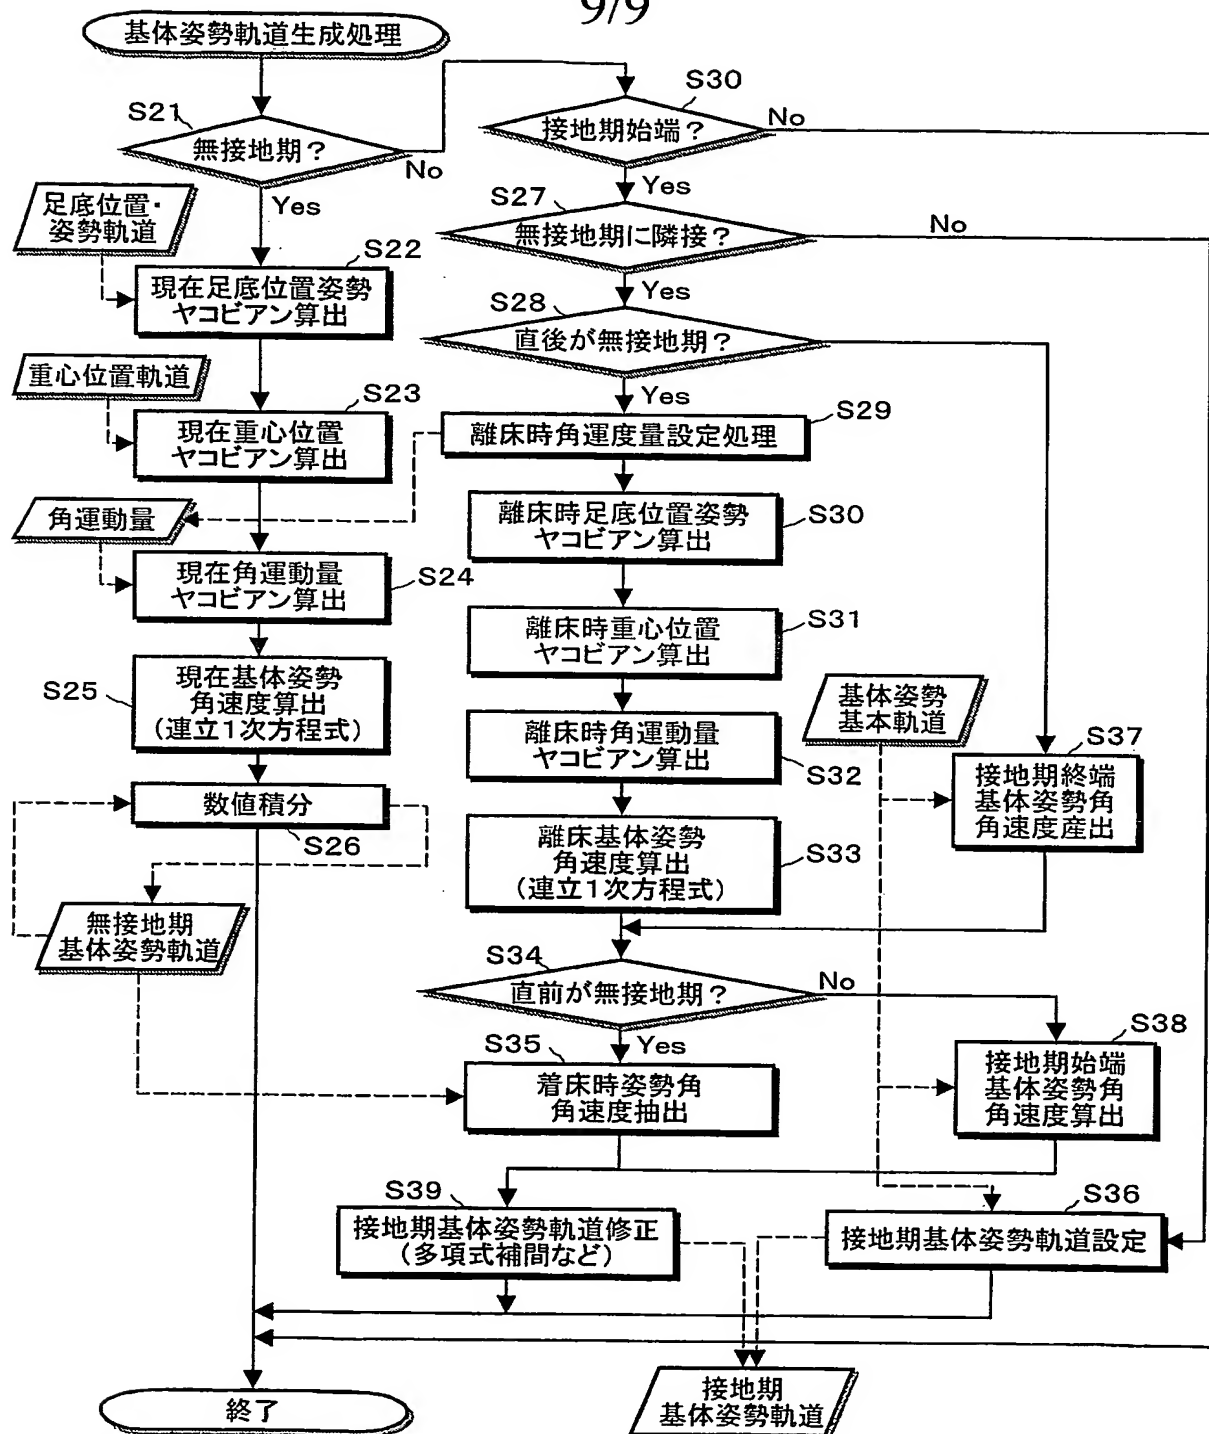 9/9
基体姿勢軌道生成処理
S21
無接地期?
No
Yes
足底位置・
姿勢軌道
S22
現在足底位置姿勢
ヤコビアン算出
重心位置軌道
S23
現在重心位置
ヤコビアン算出
角運動量
S24
現在角運動量
ヤコビアン算出
S25
現在基体姿勢
角速度算出
(連立1次方程式)
数値積分
S26
無接地期
基体姿勢軌道
S30
接地期始端?
No
Yes
S27
無接地期に隣接?
No
Yes
S28
直後が無接地期?
Yes
S29
離床時角運度量設定処理
離床時足底位置姿勢
ヤコビアン算出
S30
離床時重心位置
ヤコビアン算出
S31
離床時角運動量
ヤコビアン算出
S32
離床基体姿勢
角速度算出
(連立1次方程式)
S33
基体姿勢
基本軌道
S37
接地期終端
基体姿勢角
角速度産出
S34
直前が無接地期?
No
Yes
S35
着床時姿勢角
角速度抽出
S38
接地期始端
基体姿勢角
角速度算出
S39
接地期基体姿勢軌道修正
(多項式補間など)
S36
接地期基体姿勢軌道設定
接地期
基体姿勢軌道
終了